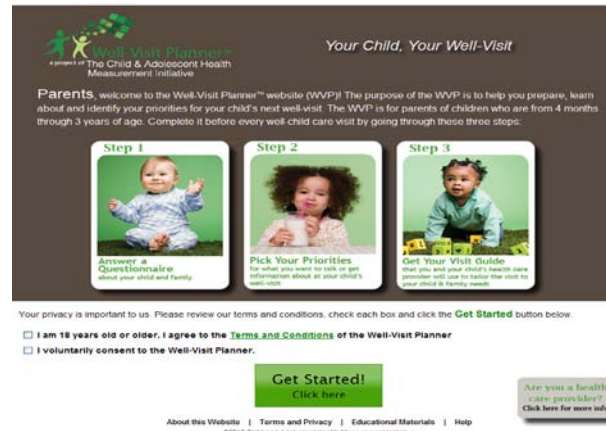 Well-Visit Planner™
a project of The Child & Adolescent Health
Measurement Initiative
Your Child, Your Well-Visit
Parents, welcome to the Well-Visit Planner™ website (WVP)! The purpose of the WVP is to help you prepare, learn
about and identify your priorities for your child's next well-visit. The WVP is for parents of children who are from 4 months
through 3 years of age. Complete it before every well-child care visit by going through these three steps:
Step 1
Answer a
Questionnaire
about your child and family
Step 2
Pick Your Priorities
for what you want to talk or get
information about at your child's
well-visit
Step 3
Get Your Visit Guide
that you and your child's health care
provider will use to tailor the visit to
your child & family needs
Your privacy is important to us. Please review our terms and conditions, check each box and click the Get Started button below.
I am 18 years old or older, I agree to the Terms and Conditions of the Well-Visit Planner
I voluntarily consent to the Well-Visit Planner.
Get Started!
Click here
Are you a health
care provider?
Click here for more info
About this Website | Terms and Privacy | Educational Materials | Help